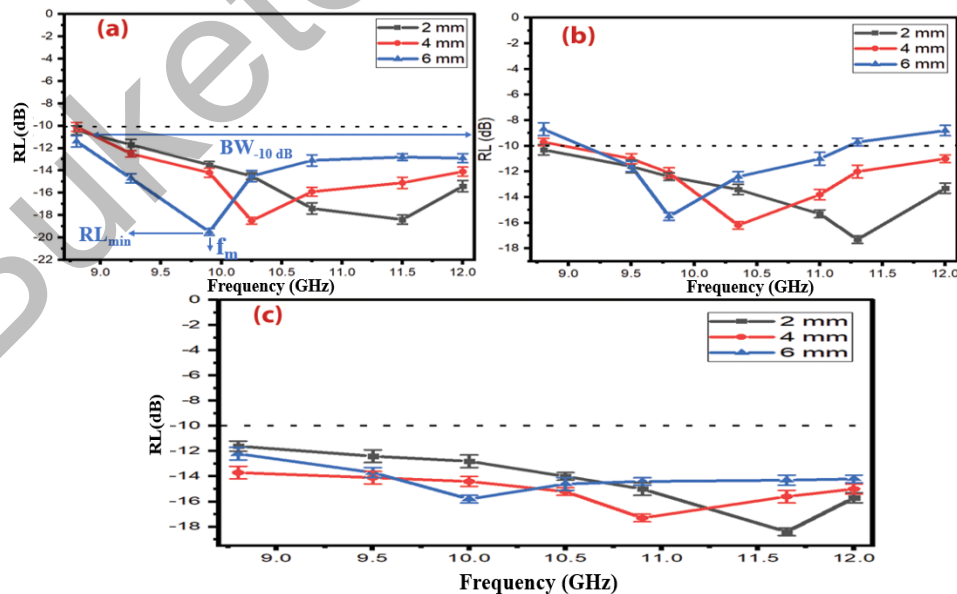 Buket
(a)
2 mm
4 mm
6 mm
0
-2
-4
-6
-8
-10
-12
-14
-16
-18
-20
-22
RL(dB)
BW-10 dB
RLmin
fm
9.0
9.5
10.0
10.5
11.0
11.5
12.0
Frequency (GHz)
(b)
2 mm
4 mm
6 mm
0
-2
-4
-6
-8
-10
-12
-14
-16
-18
RL (dB)
9.0
9.5
10.0
10.5
11.0
11.5
12.0
Frequency (GHz)
(c)
2 mm
4 mm
6 mm
0
-2
-4
-6
-8
-10
-12
-14
-16
-18
RL(dB)
9.0
9.5
10.0
10.5
11.0
11.5
12.0
Frequency (GHz)